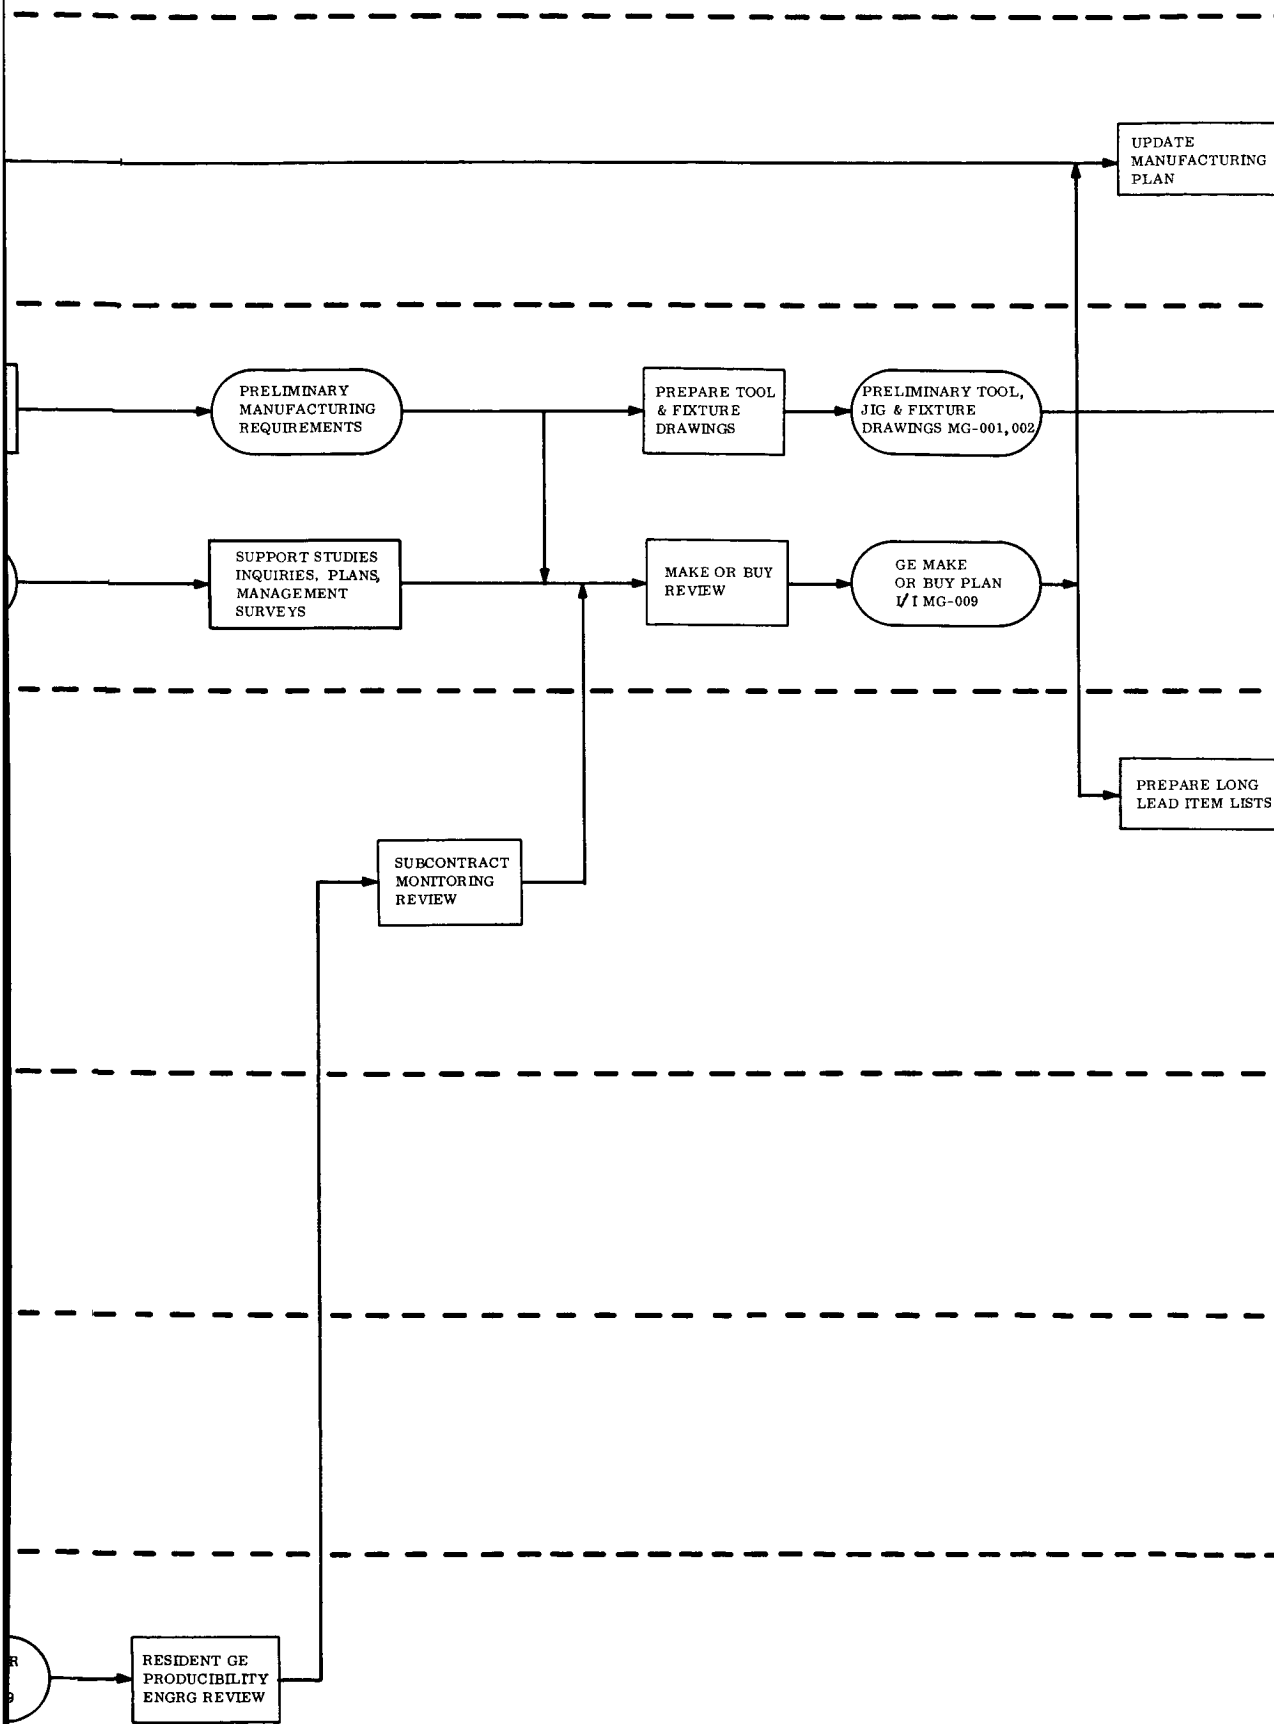 UPDATE
MANUFACTURING
PLAN
PRELIMINARY
MANUFACTURING
REQUIREMENTS
PREPARE TOOL
& FIXTURE
DRAWINGS
PRELIMINARY TOOL,
JIG & FIXTURE
DRAWINGS MG-001, 002
SUPPORT STUDIES
INQUIRIES, PLANS,
MANAGEMENT
SURVEYS
MAKE OR BUY
REVIEW
GE MAKE
OR BUY PLAN
I/I MG-009
PREPARE LONG
LEAD ITEM LISTS
SUBCONTRACT
MONITORING
REVIEW
R
9
RESIDENT GE
PRODUCIBILITY
ENGRG REVIEW